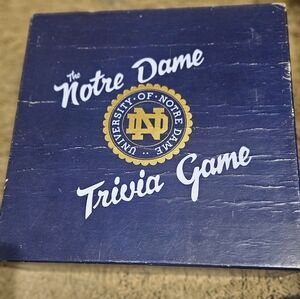 The
Notre Dame
UNIVERSITY · OF · NOTRE DAME ·
ND
Trivia Game